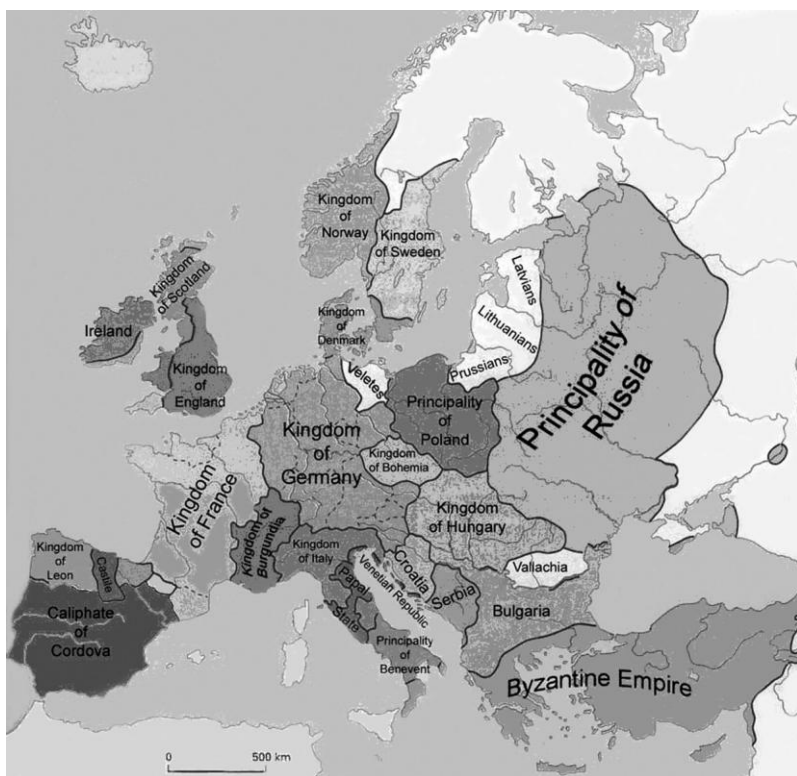 Kingdom
of
Norway
Kingdom
of Sweden
Kingdom
of Scotland
Ireland
Kingdom
of
England
Kingdom
of
Denmark
Latvians
Lithuanians
Prussians
Veletes
Principality of
Russia
Principality
of
Poland
Kingdom
of
Germany
Kingdom
of Bohemia
Kingdom
of France
Kingdom of
Burgundia
Kingdom
of Hungary
Kingdom
of Leon
Castile
Caliphate
of
Cordova
Kingdom
of Italy
Papal
State
Venetian Republic
Croatia
Serbia
Vallachia
Bulgaria
Principality
of
Benevent
Byzantine Empire
0 500 km